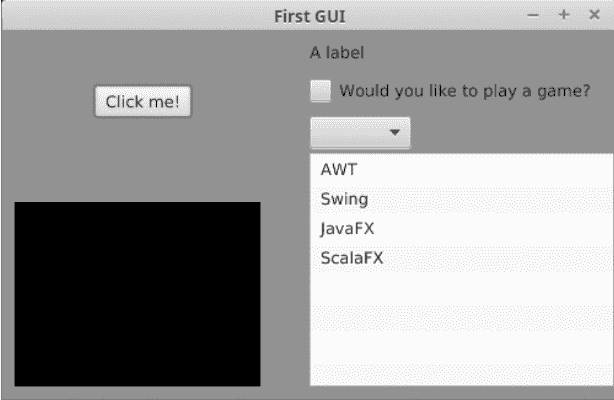 First GUI
A label
Click me!
Would you like to play a game?
AWT
Swing
JavaFX
ScalaFX